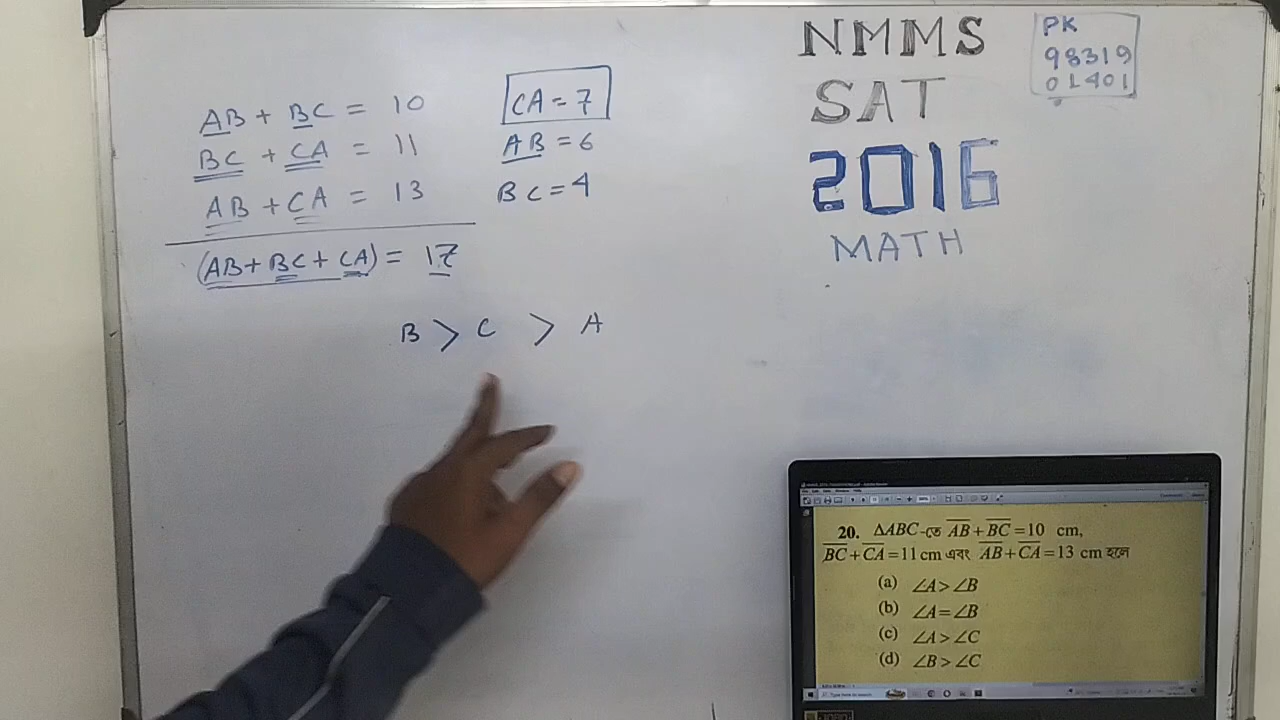 AB + BC = 10
BC + CA = 11
AB + CA = 13
(AB + BC + CA) = 17
CA = 7
AB = 6
BC = 4
B > C > A
NMMS
SAT
2016
MATH
PK
98319
01401
20. ΔABC-তে AB + BC = 10 cm,
BC + CA = 11 cm এবং AB + CA = 13 cm হলে
(a) ∠A > ∠B
(b) ∠A = ∠B
(c) ∠A > ∠C
(d) ∠B > ∠C